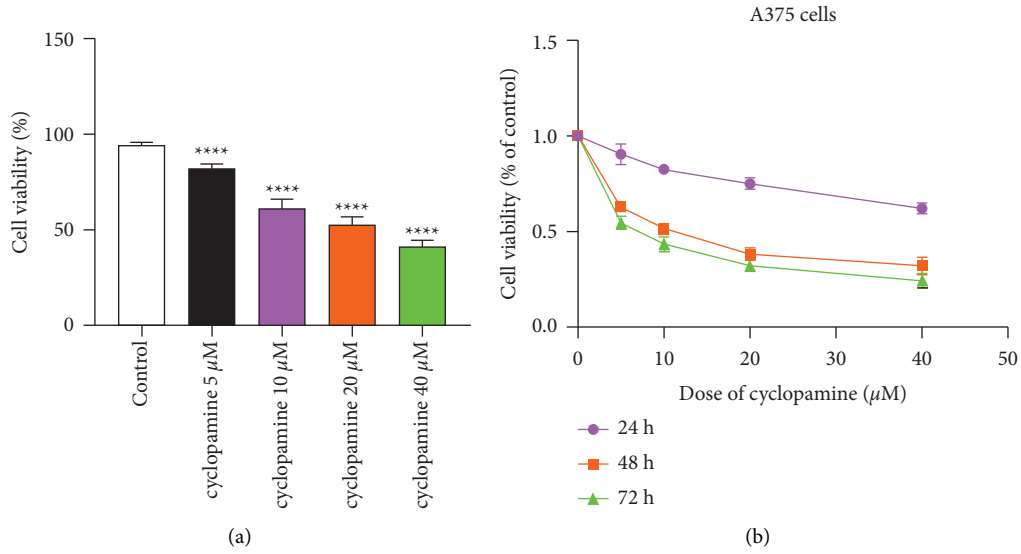 150
100
50
0
Cell viability (%)
****
****
****
****
Control
cyclopamine 5 μM
cyclopamine 10 μM
cyclopamine 20 μM
cyclopamine 40 μM
(a)
A375 cells
1.5
1.0
0.5
0.0
Cell viability (% of control)
0
10
20
30
40
50
Dose of cyclopamine (μM)
24 h
48 h
72 h
(b)